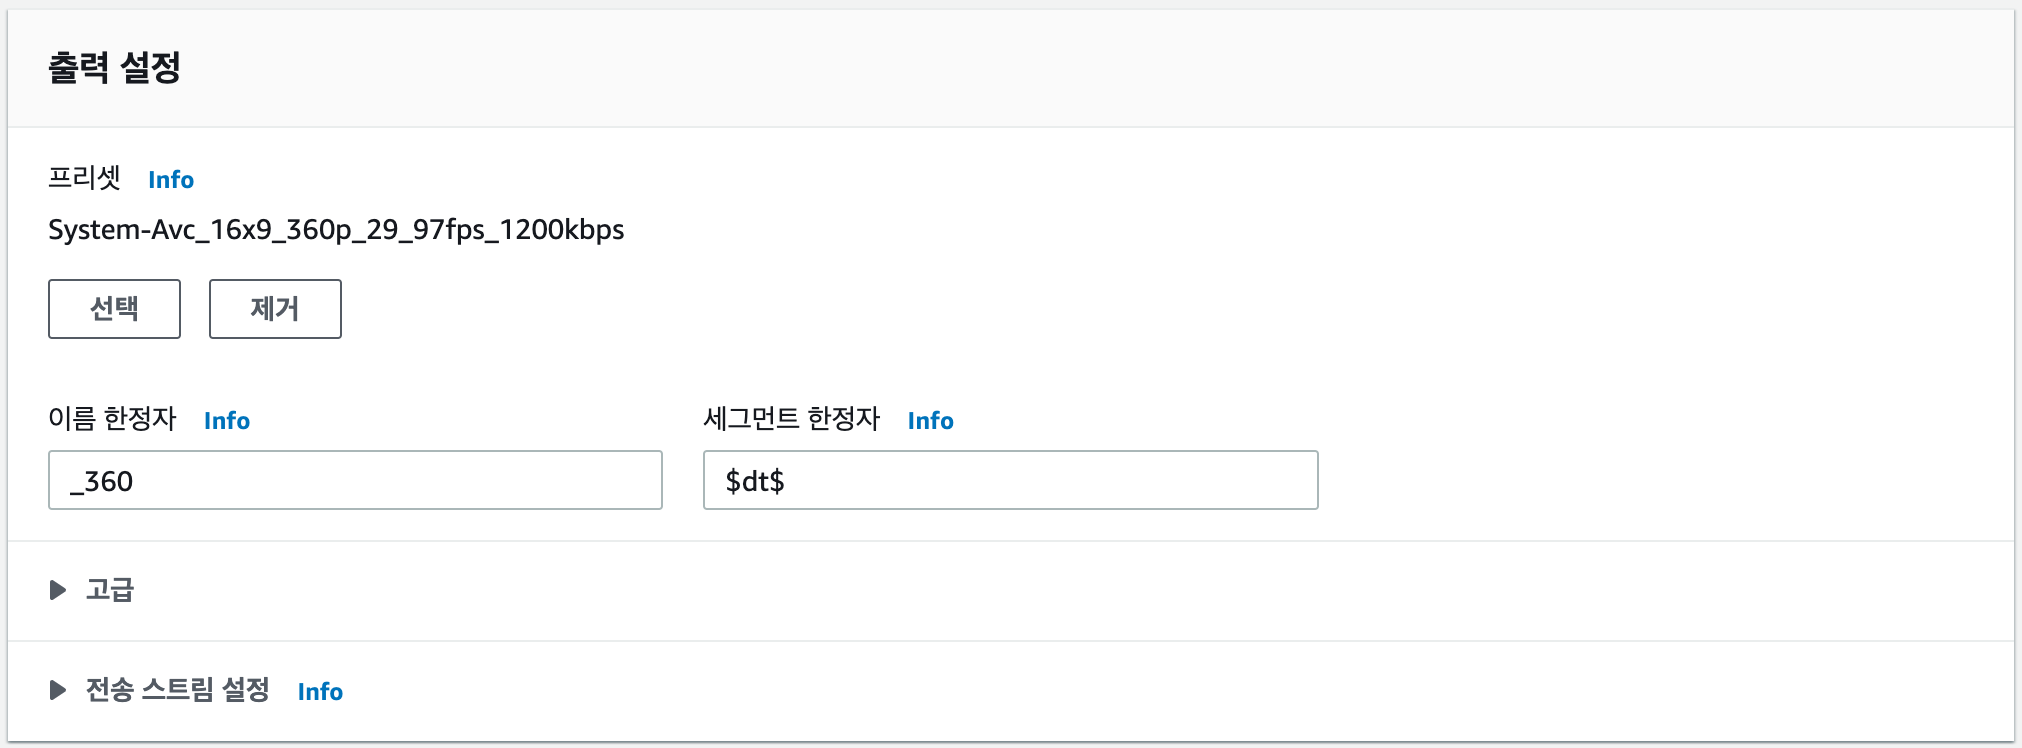 출력 설정
프리셋 Info
System-Avc_16x9_360p_29_97fps_1200kbps
선택 제거
이름 한정자 Info 세그먼트 한정자 Info
_360 $dt$
고급
전송 스트림 설정 Info